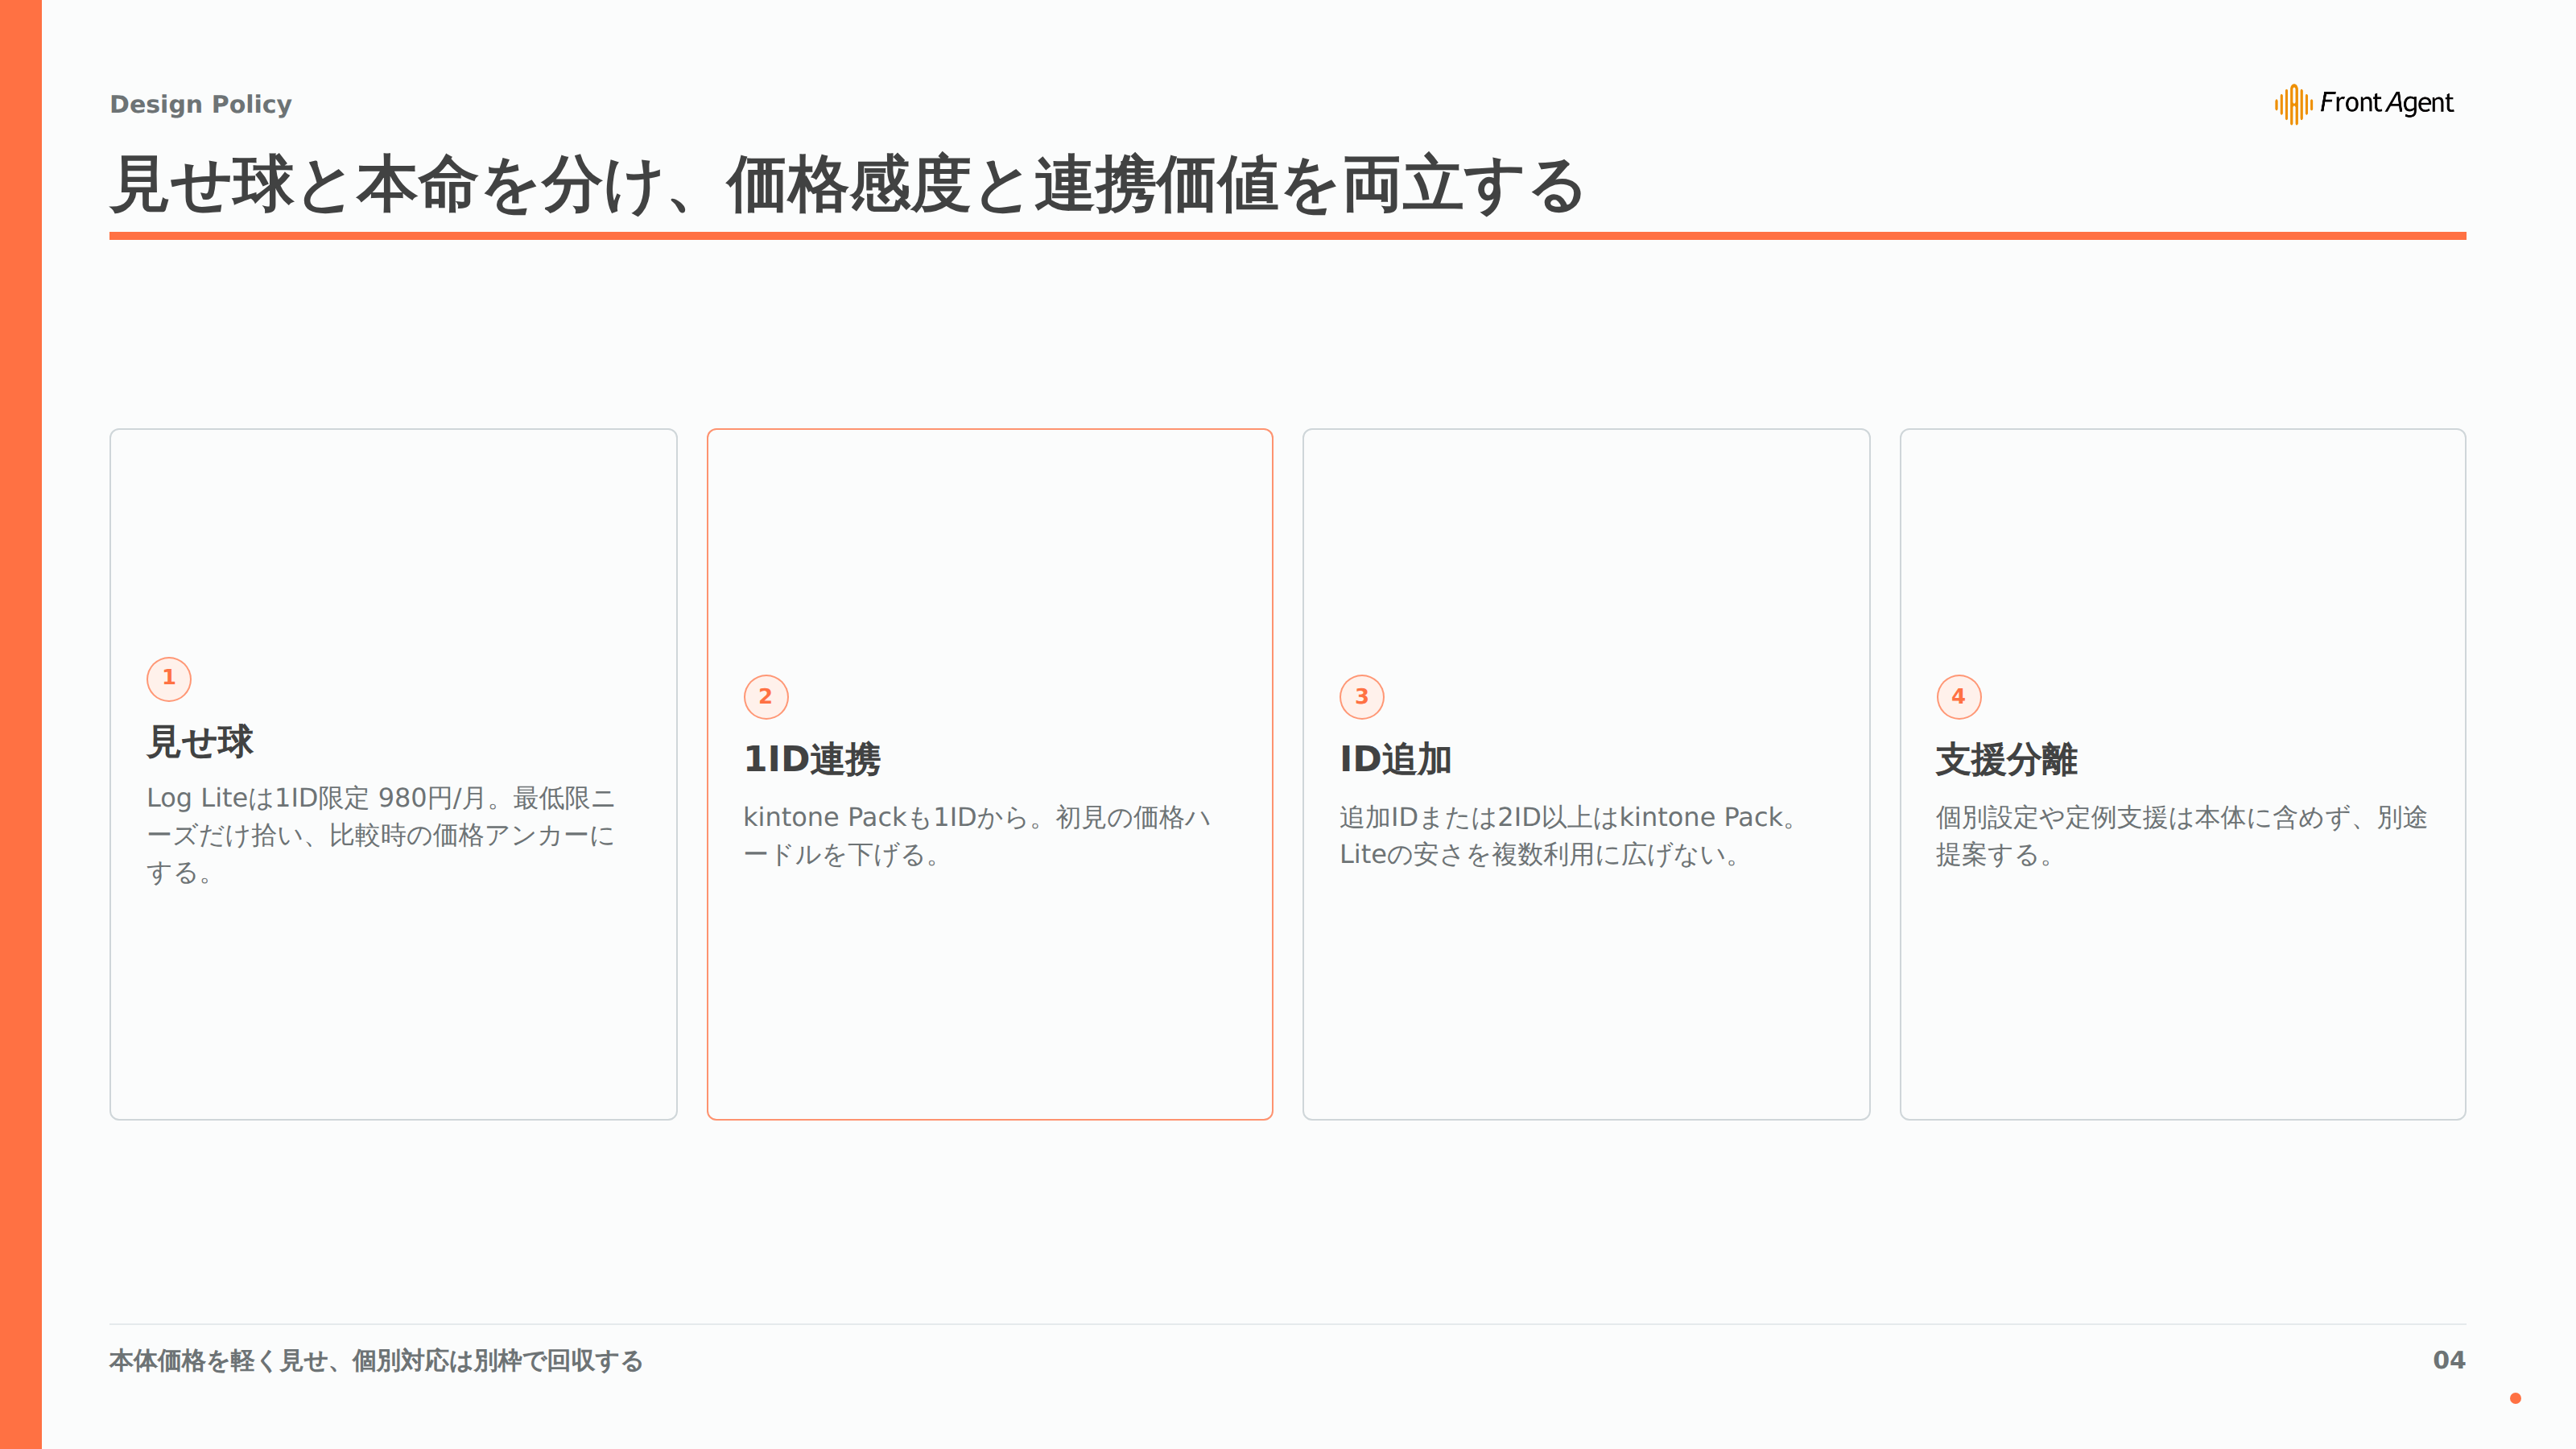 Design Policy
Front Agent
見せ球と本命を分け、価格感度と連携価値を両立する
1
見せ球
Log Liteは1ID限定 980円/月。最低限ニ
ーズだけ拾い、比較時の価格アンカーに
する。
2
1ID連携
kintone Packも1IDから。初見の価格ハ
ードルを下げる。
3
ID追加
追加IDまたは2ID以上はkintone Pack。
Liteの安さを複数利用に広げない。
4
支援分離
個別設定や定例支援は本体に含めず、別途
提案する。
本体価格を軽く見せ、個別対応は別枠で回収する
04